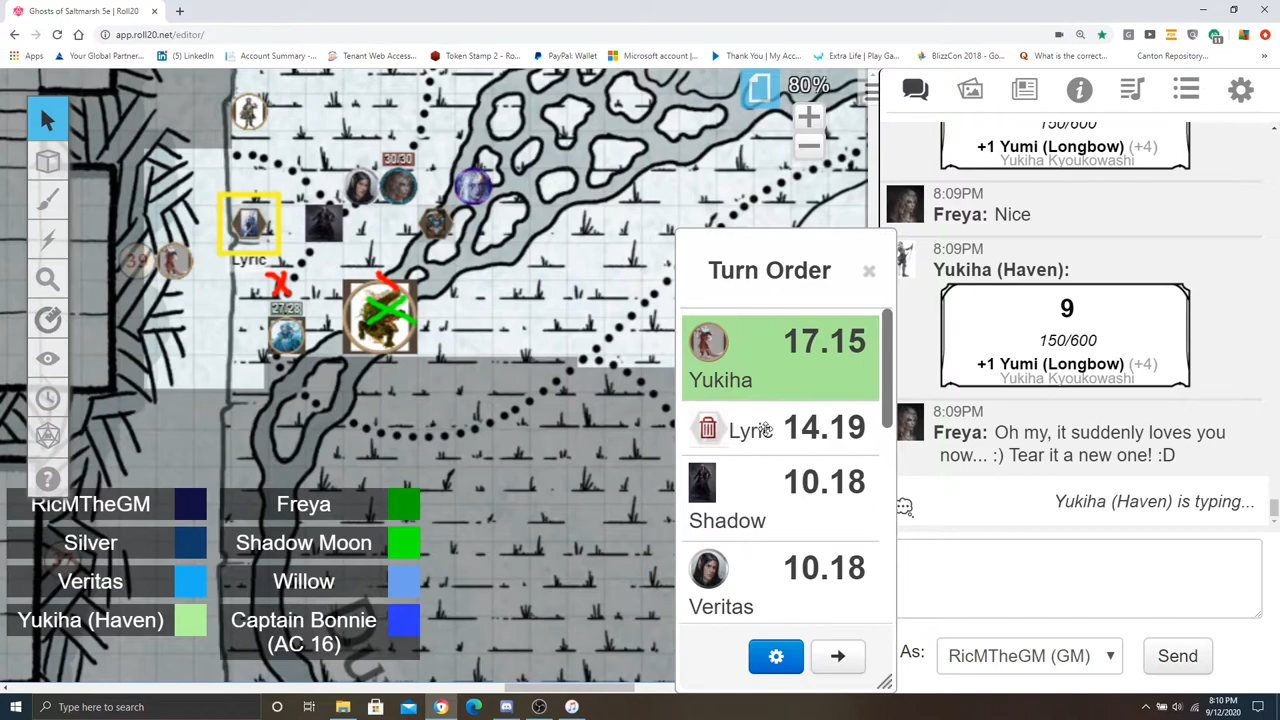 Ghosts of Saltmarsh 5e | Roll20
app.roll20.net/editor/
Apps
Your Global Partner...
(5) LinkedIn
Account Summary -...
Tenant Web Access...
Token Stamp 2 - Ro...
PayPal: Wallet
Microsoft account |...
Thank You | My Acc...
Extra Life | Play Ga...
BlizzCon 2018 - Go...
What is the correct...
Canton Repository...
80%
30/30
Lyric
39
27/28
Du
RicMTheGM
Freya
Silver
Shadow Moon
Veritas
Willow
Yukiha (Haven)
Captain Bonnie
(AC 16)
Turn Order
17.15
Yukiha
Lyric 14.19
10.18
Shadow
10.18
Veritas
150/600
+1 Yumi (Longbow) (+4)
Yukiha Kyoukowashi
8:09PM
Freya: Nice
8:09PM
Yukiha (Haven):
9
150/600
+1 Yumi (Longbow) (+4)
Yukiha Kyoukowashi
8:09PM
Freya: Oh my, it suddenly loves you
now... :) Tear it a new one! :D
Yukiha (Haven) is typing...
As:
RicMTheGM (GM)
Send
Type here to search
8:10 PM
9/12/2020